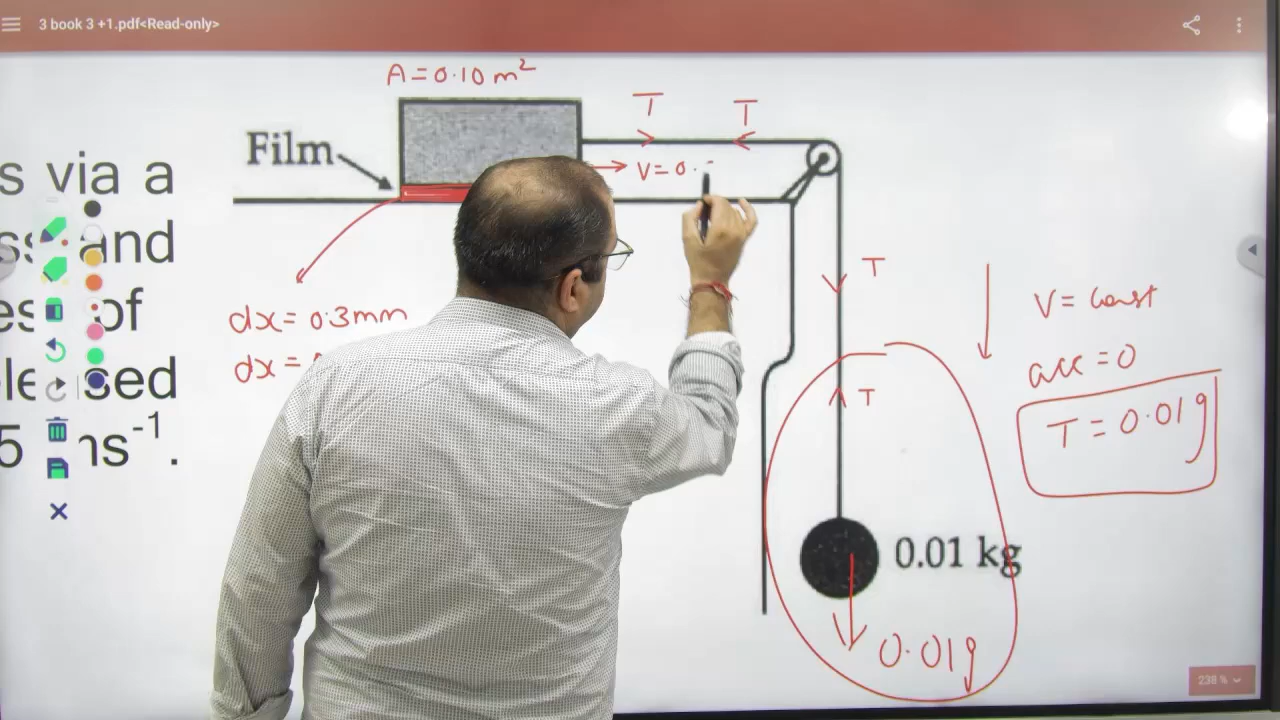 3 book 3 +1.pdf<Read-only>
A = 0.10 m²
T
T
Film
V = 0.
s via a
and
of
sed
5 ms⁻¹.
T
dx = 0.3mm
dx =
V = Const
acc = 0
T
T = 0.01g
0.01 kg
0.01g
238 %